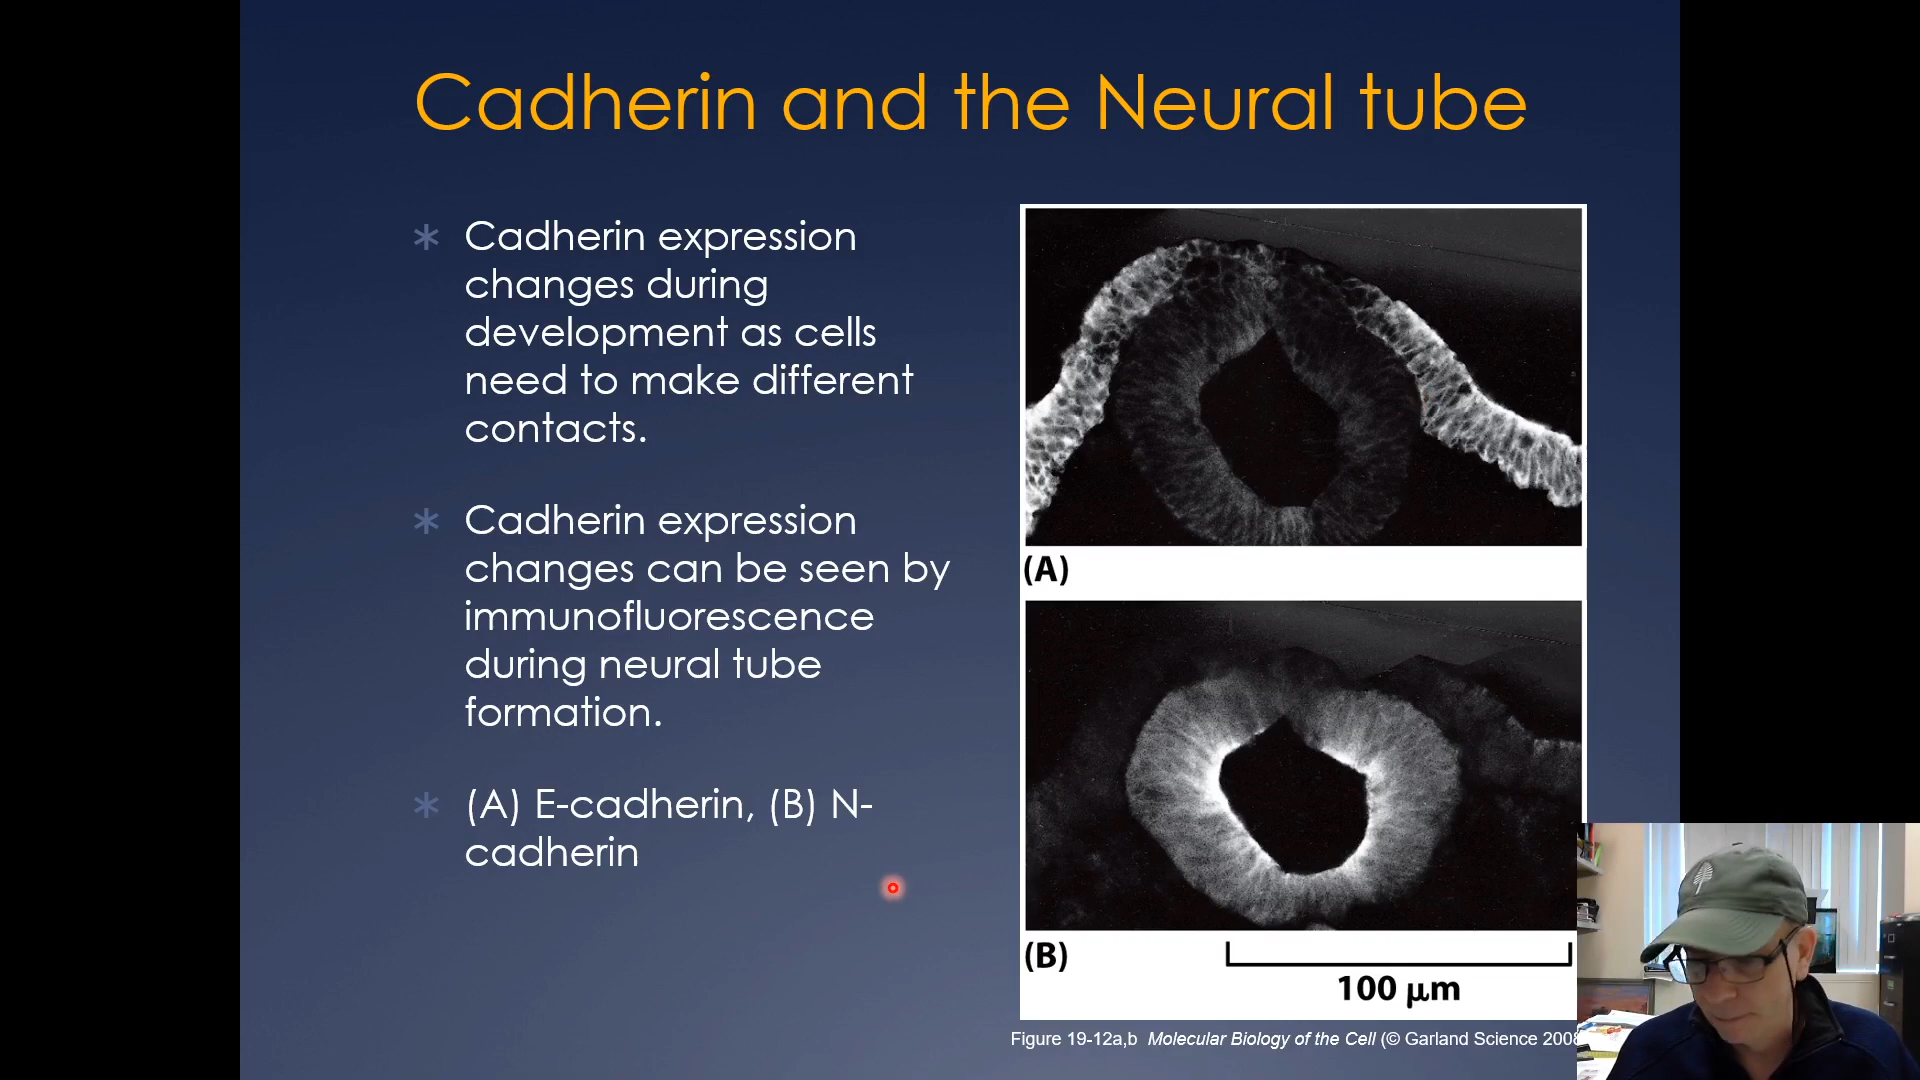 Cadherin and the Neural tube
Cadherin expression
changes during
development as cells
need to make different
contacts.
Cadherin expression
changes can be seen by
immunofluorescence
during neural tube
formation.
(A) E-cadherin, (B) N-
cadherin
(A)
(B)
100 μm
Figure 19-12a,b Molecular Biology of the Cell (© Garland Science 2008